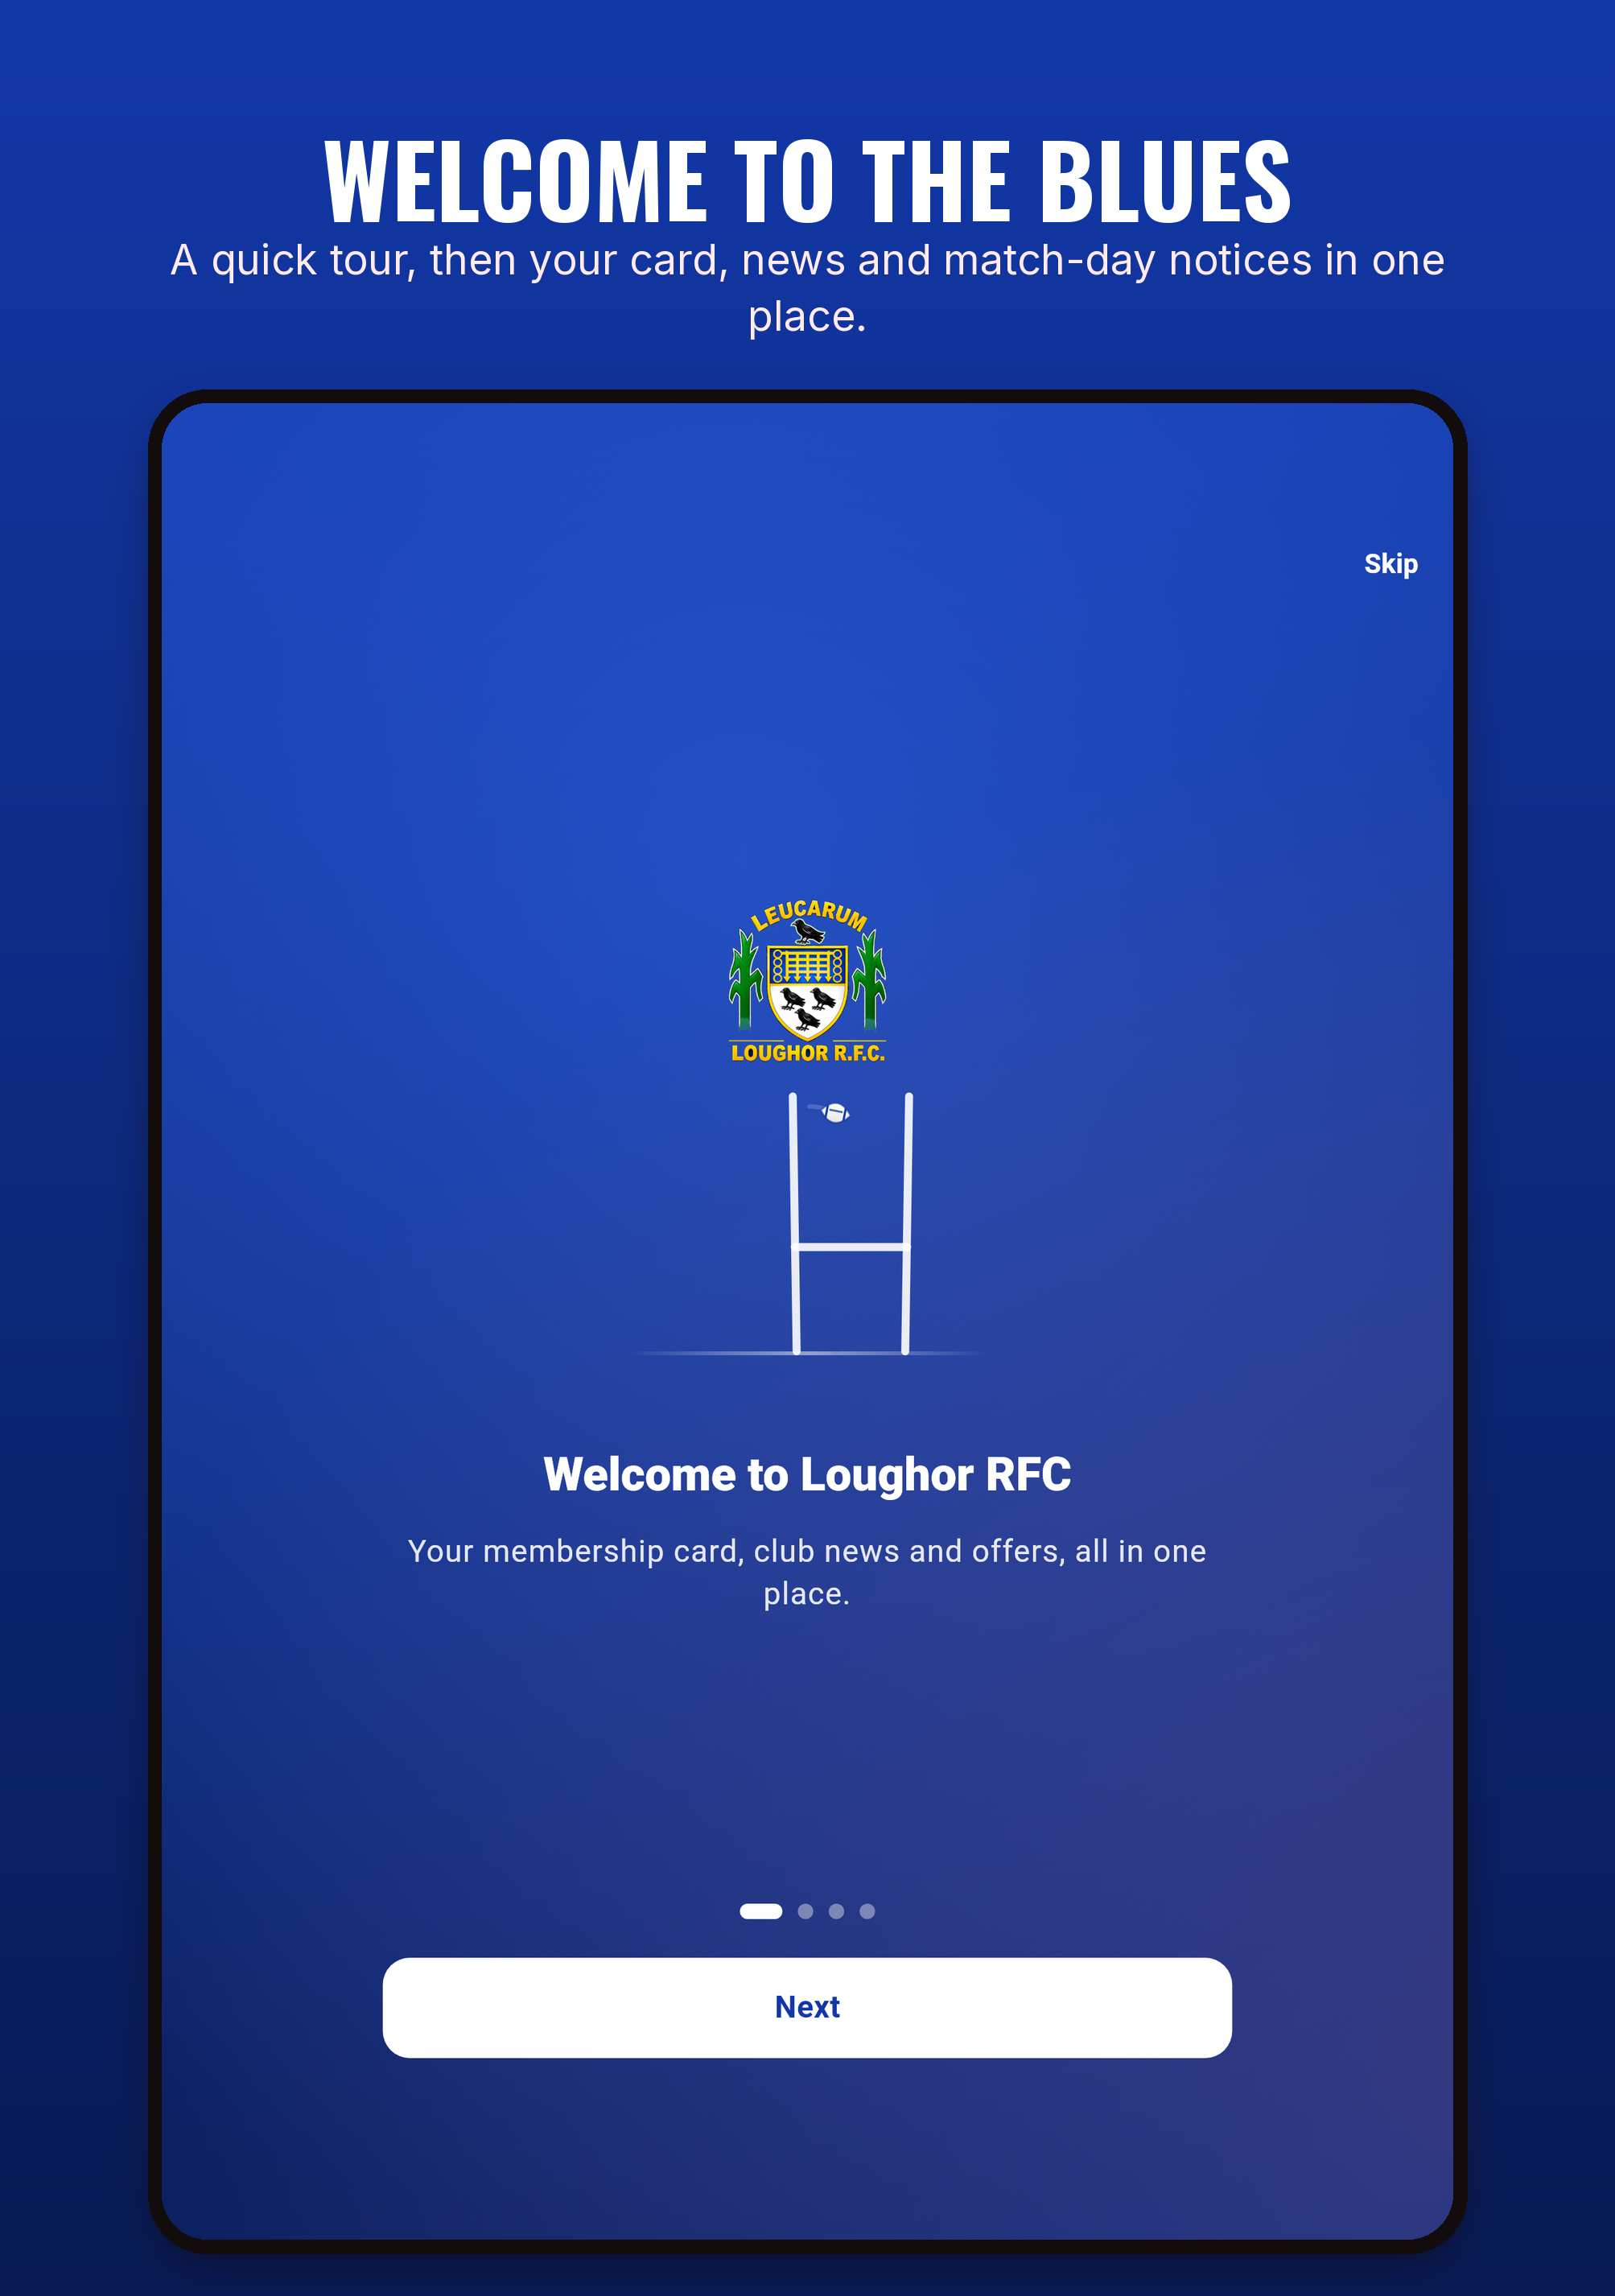 WELCOME TO THE BLUES
A quick tour, then your card, news and match-day notices in one
place.
Skip
LEUCARUM
LOUGHOR R.F.C.
Welcome to Loughor RFC
Your membership card, club news and offers, all in one
place.
Next